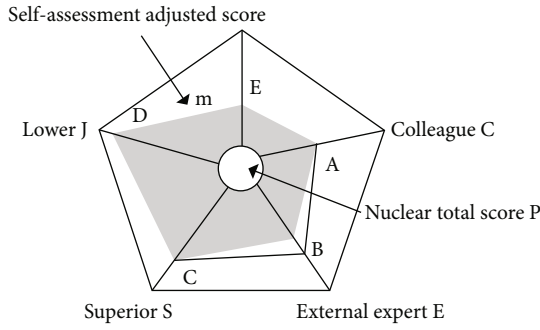 Self-assessment adjusted score
E
m
D
Lower J
Colleague C
A
Nuclear total score P
B
C
Superior S
External expert E